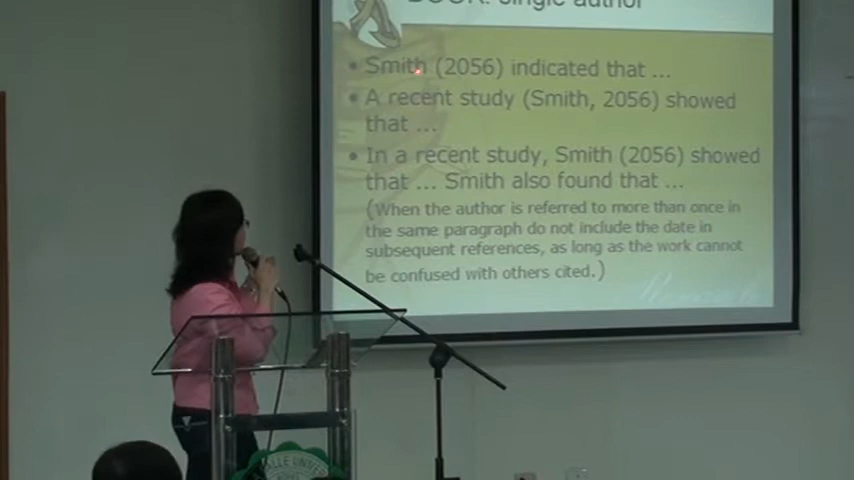 BOOK: single author
• Smith (2056) indicated that ...
• A recent study (Smith, 2056) showed
that ...
• In a recent study, Smith (2056) showed
that ... Smith also found that ...
(When the author is referred to more than once in
the same paragraph do not include the date in
subsequent references, as long as the work cannot
be confused with others cited.)